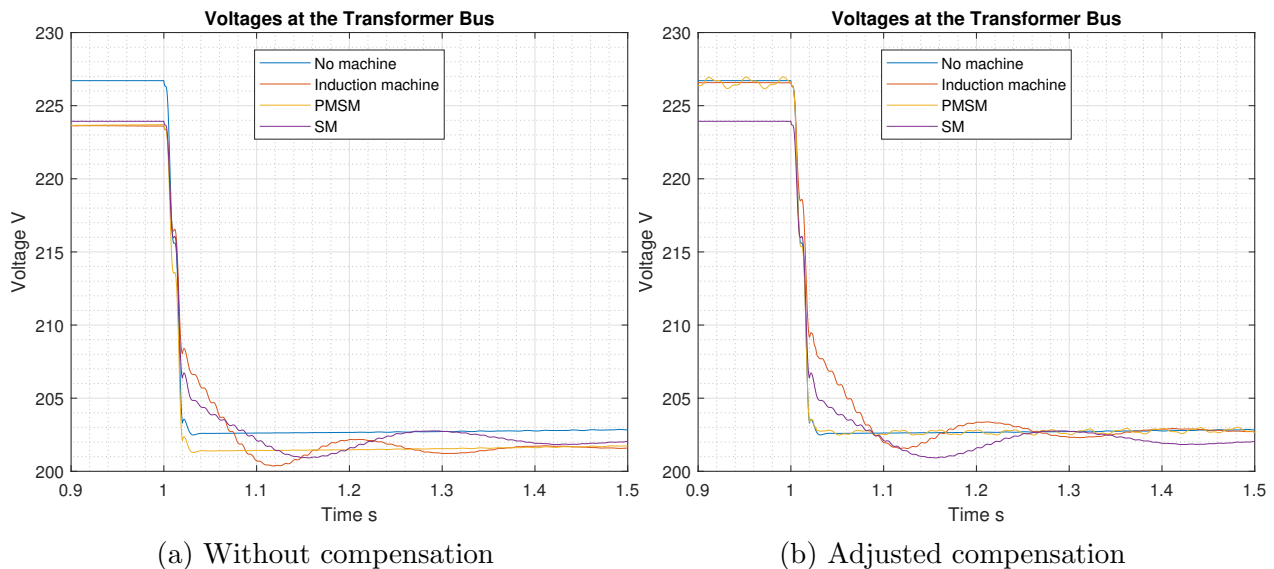 Voltages at the Transformer Bus
230
225
220
215
210
205
200
Voltage V
No machine
Induction machine
PMSM
SM
0.9
1
1.1
1.2
1.3
1.4
1.5
Time s
(a) Without compensation
Voltages at the Transformer Bus
230
225
220
215
210
205
200
Voltage V
No machine
Induction machine
PMSM
SM
0.9
1
1.1
1.2
1.3
1.4
1.5
Time s
(b) Adjusted compensation